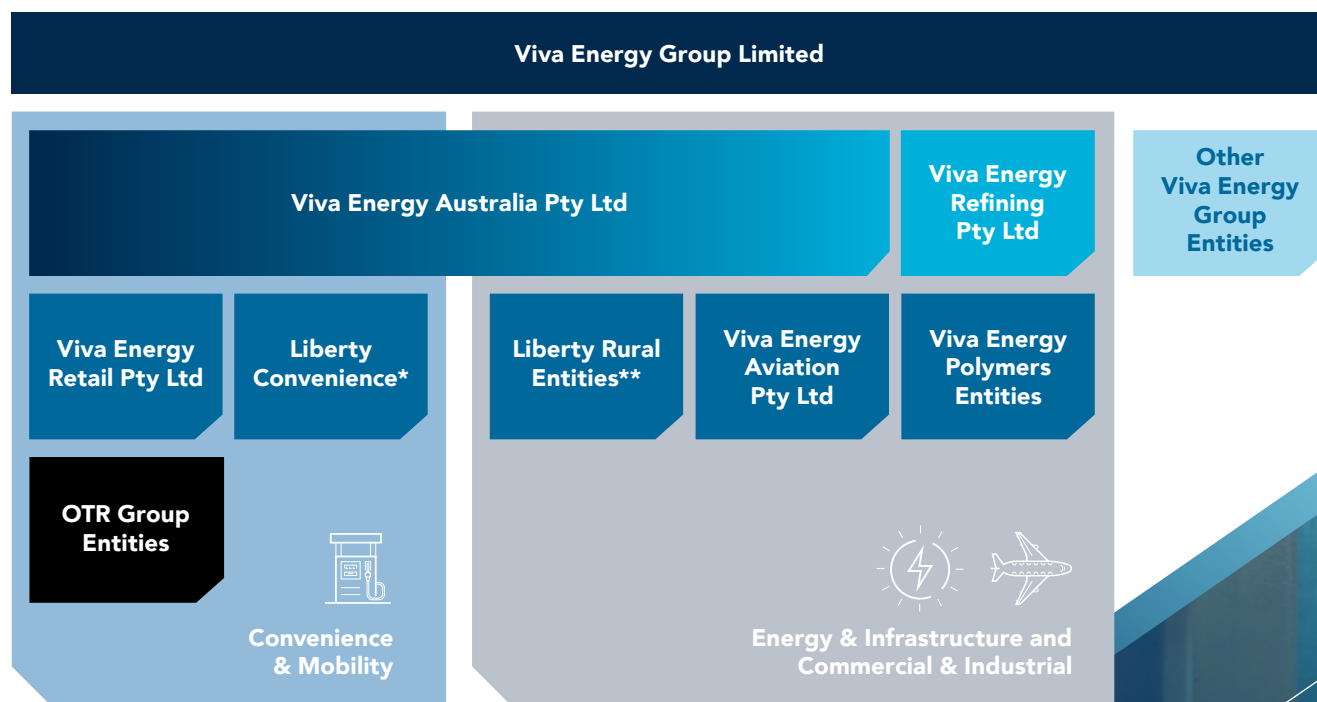 Viva Energy Group Limited
Viva Energy Australia Pty Ltd
Viva Energy
Refining
Pty Ltd
Other
Viva Energy
Group
Entities
Viva Energy
Retail Pty Ltd
Liberty
Convenience*
Liberty Rural
Entities**
Viva Energy
Aviation
Pty Ltd
Viva Energy
Polymers
Entities
OTR Group
Entities
Convenience
& Mobility
Energy & Infrastructure and
Commercial & Industrial